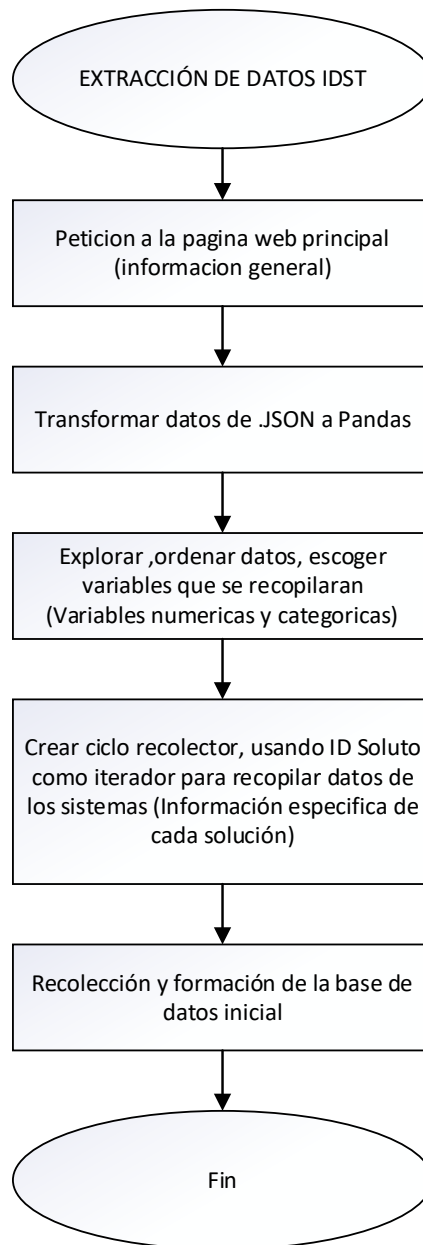 EXTRACCIÓN DE DATOS IDST
Peticion a la pagina web principal
(informacion general)
Transformar datos de .JSON a Pandas
Explorar ,ordenar datos, escoger
variables que se recopilaran
(Variables numericas y categoricas)
Crear ciclo recolector, usando ID Soluto
como iterador para recopilar datos de
los sistemas (Información especifica de
cada solución)
Recolección y formación de la base de
datos inicial
Fin